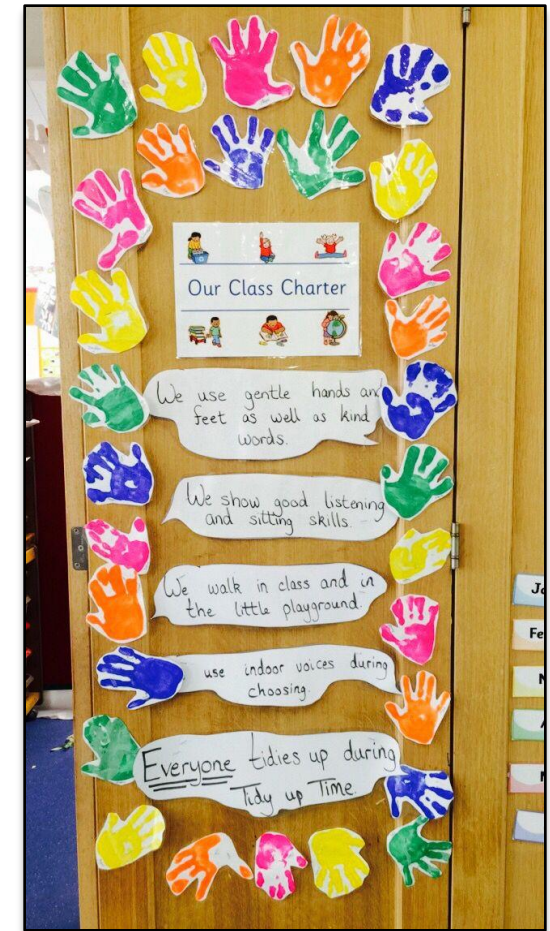 Our Class Charter
We use gentle hands and
feet as well as kind
words.
We show good listening
and sitting skills.
We walk in class and in
the little playground.
use indoor voices during
choosing.
Everyone tidies up during
Tidy up Time.
Ja
Fe